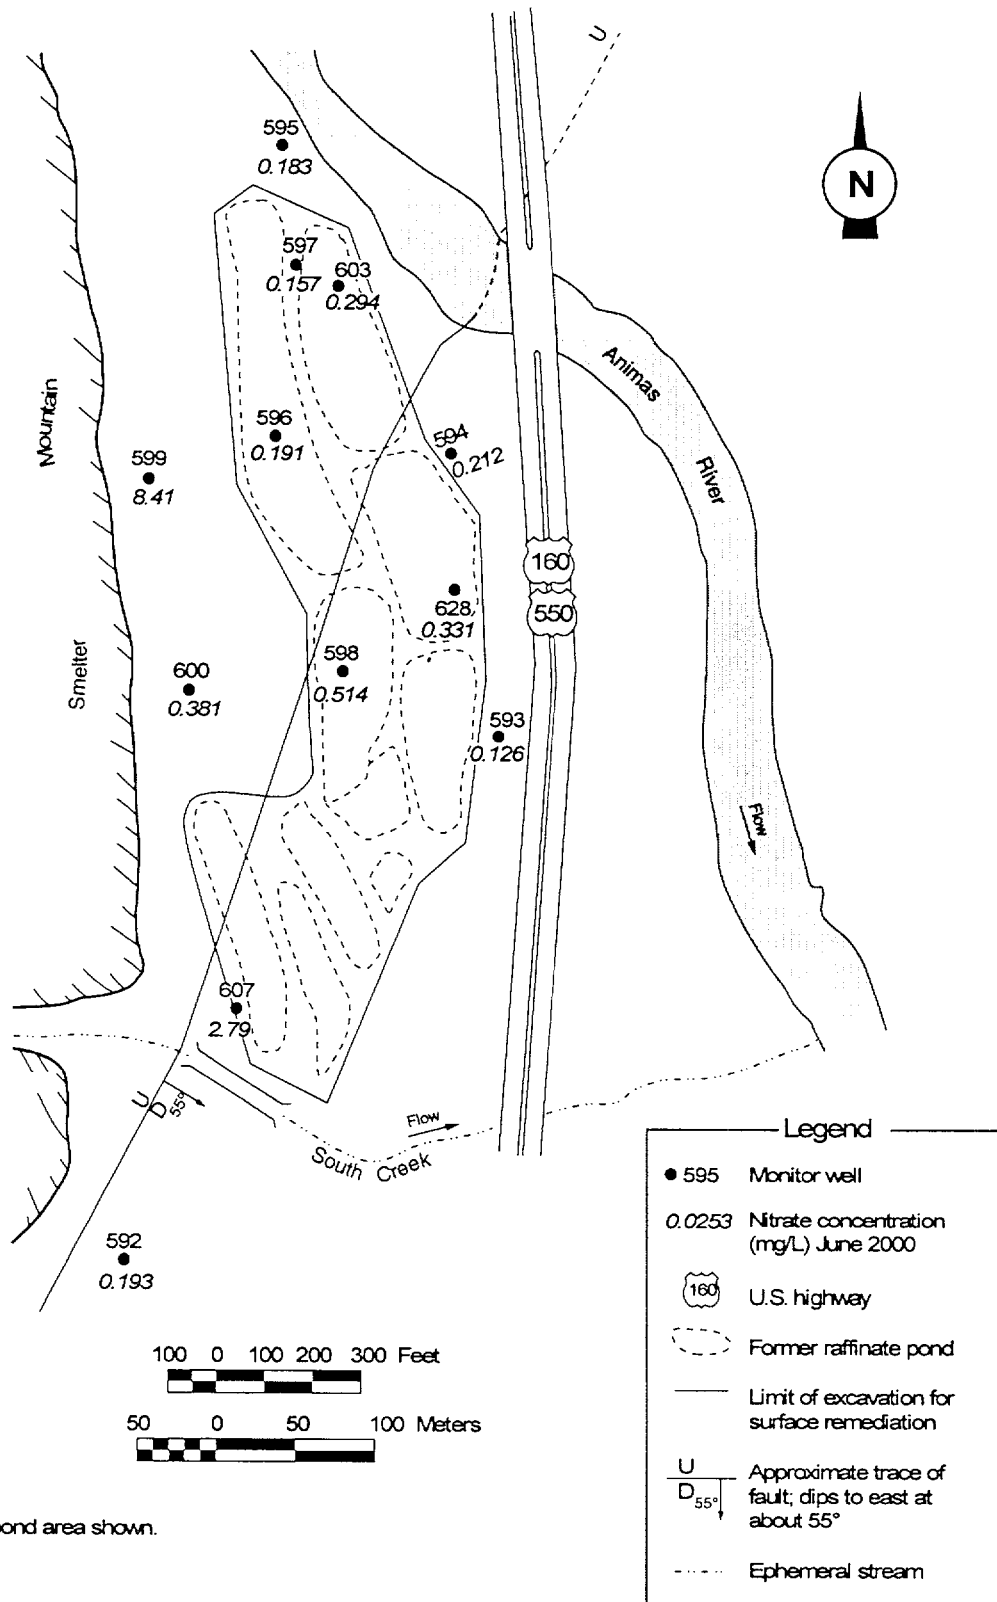 U
595
0.183
N
597
0.157
603
0.294
Animas
River
Mountain
Smelter
596
0.191
594
0.212
599
8.41
160
550
628
0.331
598
0.514
600
0.381
593
0.126
Flow
607
2.79
U
D
55°
Flow
South Creek
592
0.193
100 0 100 200 300 Feet
50 0 50 100 Meters
ond area shown.
Legend
595 Monitor well
0.0253 Nitrate concentration
(mg/L) June 2000
160 U.S. highway
Former raffinate pond
Limit of excavation for
surface remediation
U
D 55°
Approximate trace of
fault; dips to east at
about 55°
Ephemeral stream